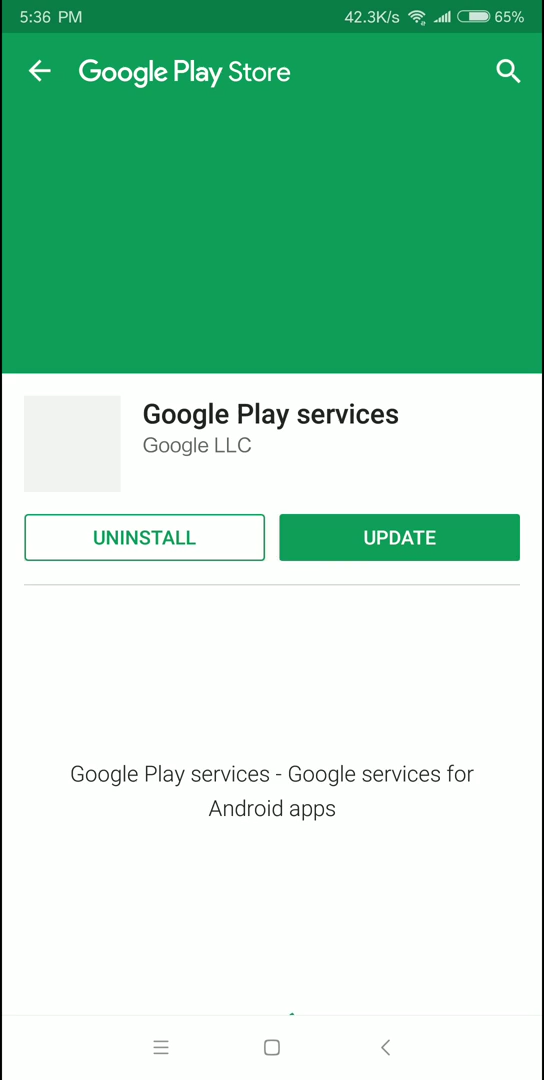 5:36 PM 42.3K/s 65%
Google Play Store
Google Play services
Google LLC
UNINSTALL UPDATE
Google Play services - Google services for
Android apps